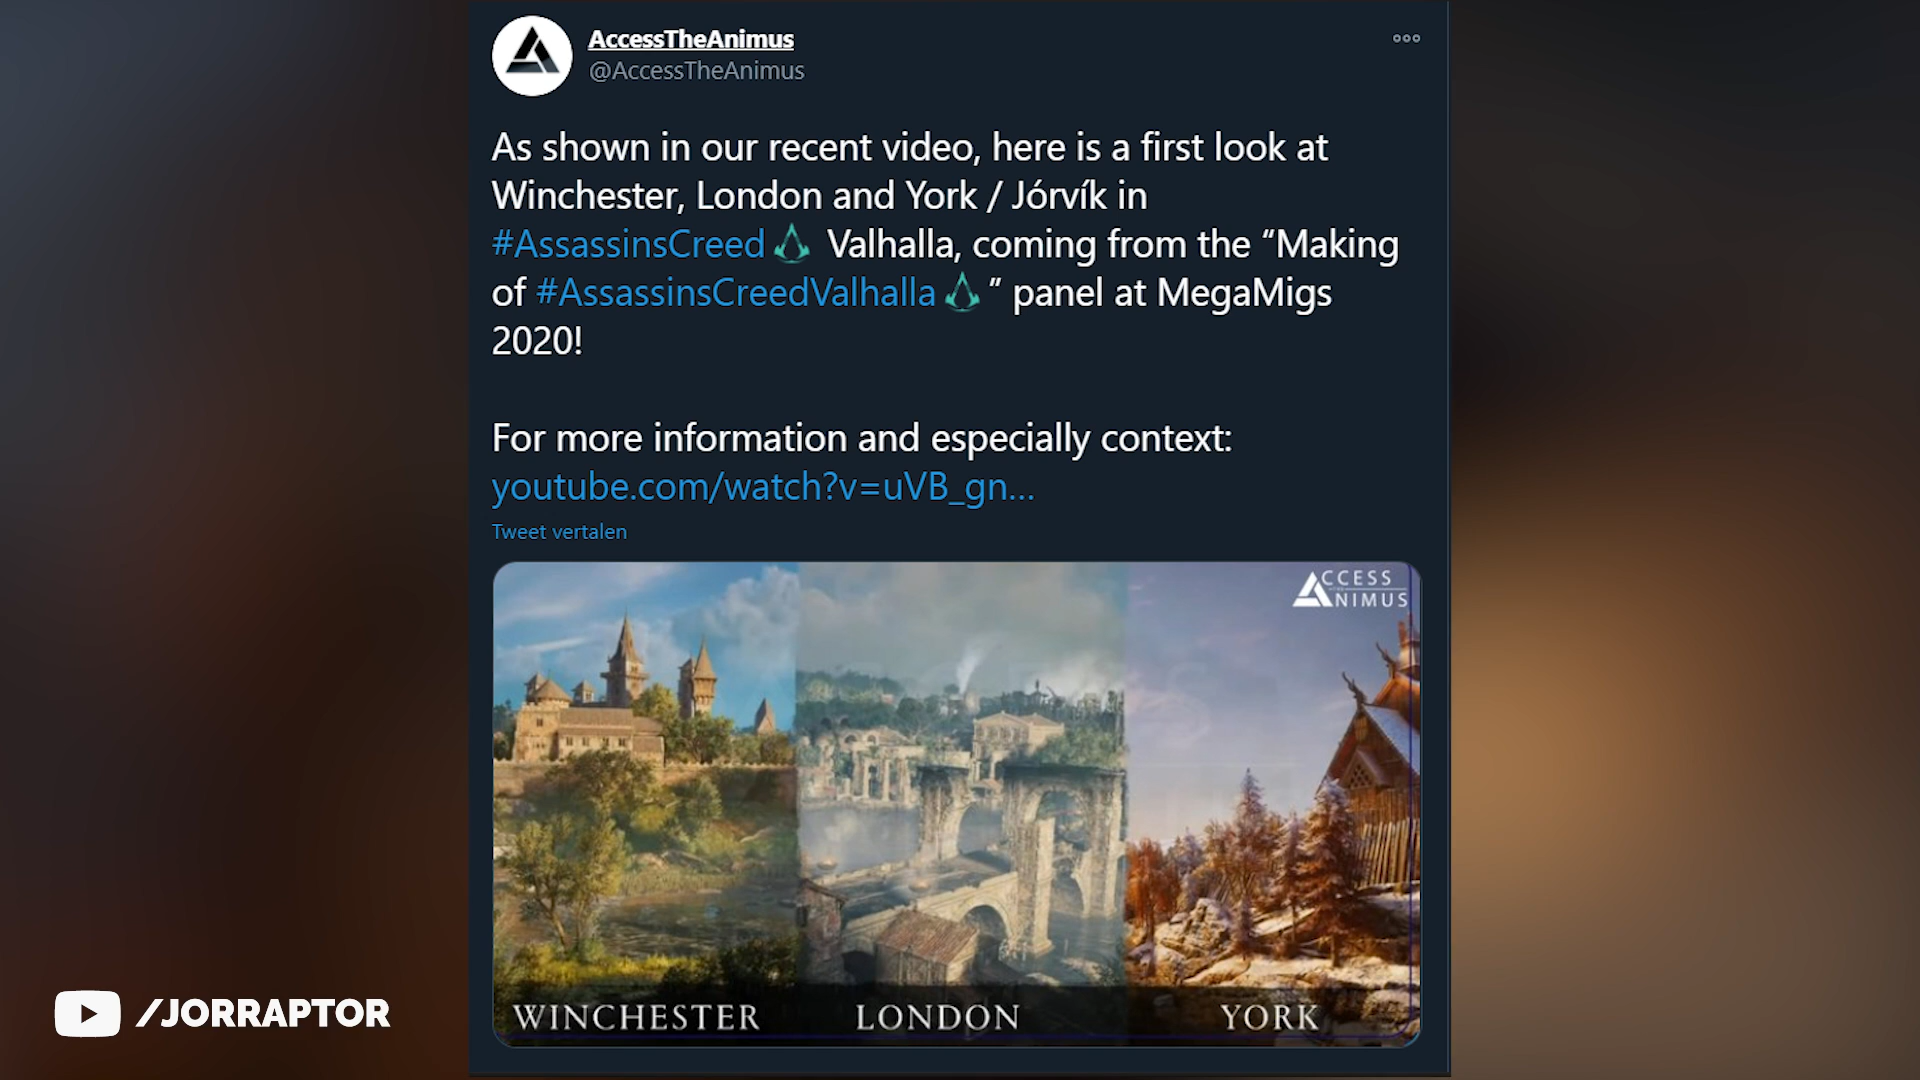 AccessTheAnimus
@AccessTheAnimus
As shown in our recent video, here is a first look at
Winchester, London and York / Jórvík in
#AssassinsCreed Valhalla, coming from the “Making
of #AssassinsCreedValhalla ” panel at MegaMigs
2020!
For more information and especially context:
youtube.com/watch?v=uVB_gn...
Tweet vertalen
ACCESS
ANIMUS
WINCHESTER LONDON YORK
/JORRAPTOR